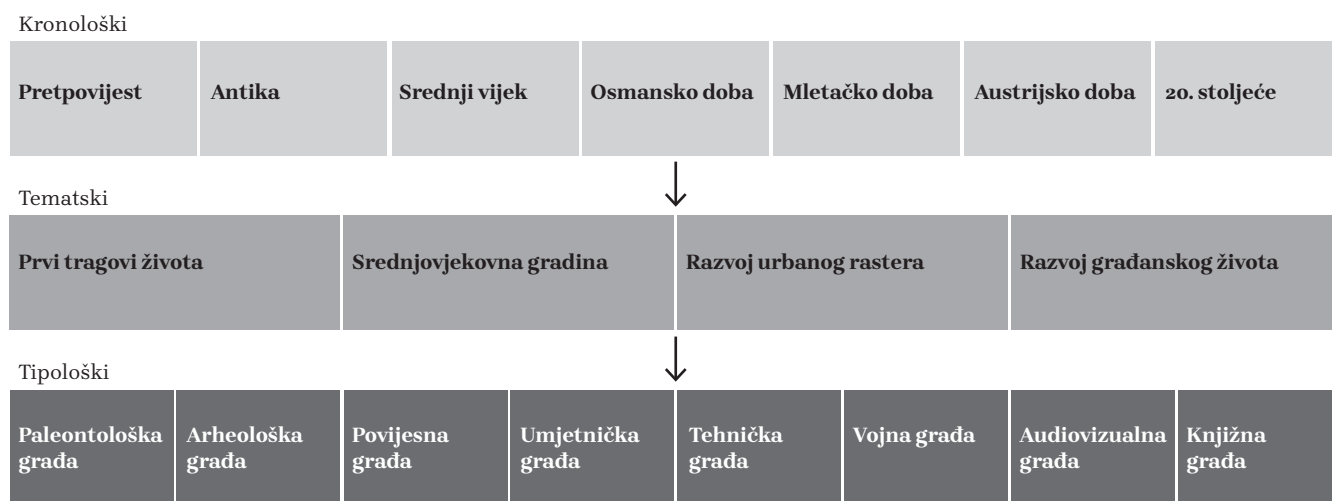 Kronološki
Pretpovijest
Antika
Srednji vijek
Osmansko doba
Mletačko doba
Austrijsko doba
20. stoljeće
Tematski
Prvi tragovi života
Srednjovjekovna gradina
Razvoj urbanog rastera
Razvoj građanskog života
Tipološki
Paleontološka
građa
Arheološka
građa
Povijesna
građa
Umjetnička
građa
Tehnička
građa
Vojna građa
Audiovizualna
građa
Knjižna
građa